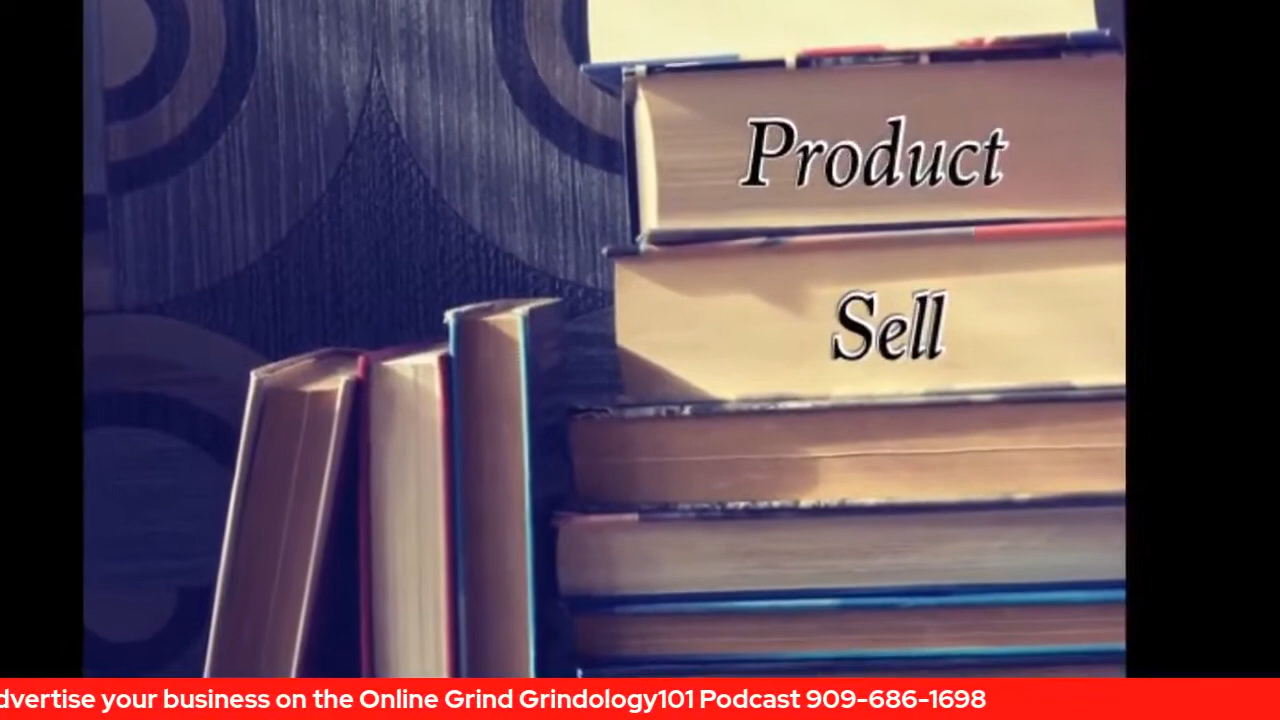 Product
Sell
dvertise your business on the Online Grind Grindology101 Podcast 909-686-1698